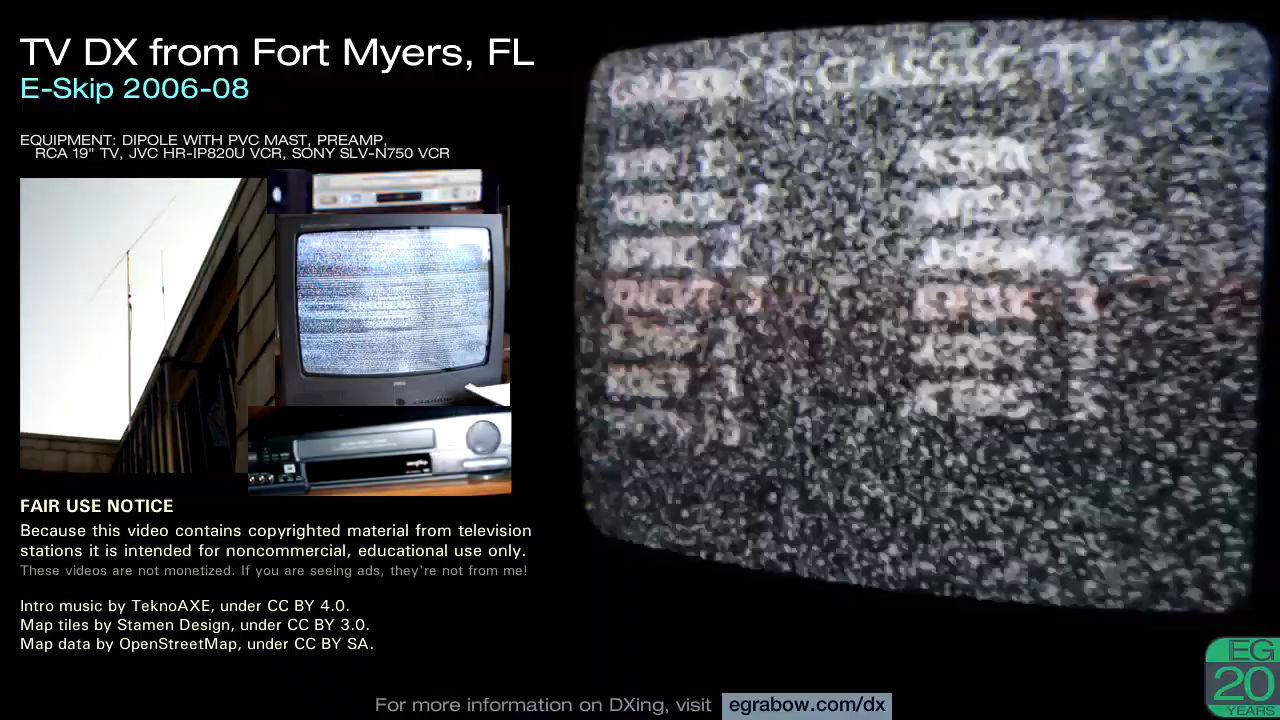 TV DX from Fort Myers, FL
E-Skip 2006-08
EQUIPMENT: DIPOLE WITH PVC MAST, PREAMP,
RCA 19" TV, JVC HR-IP820U VCR, SONY SLV-N750 VCR
FAIR USE NOTICE
Because this video contains copyrighted material from television
stations it is intended for noncommercial, educational use only.
These videos are not monetized. If you are seeing ads, they're not from me!
Intro music by TeknoAXE, under CC BY 4.0.
Map tiles by Stamen Design, under CC BY 3.0.
Map data by OpenStreetMap, under CC BY SA.
For more information on DXing, visit egrabow.com/dx
EG
20
YEARS